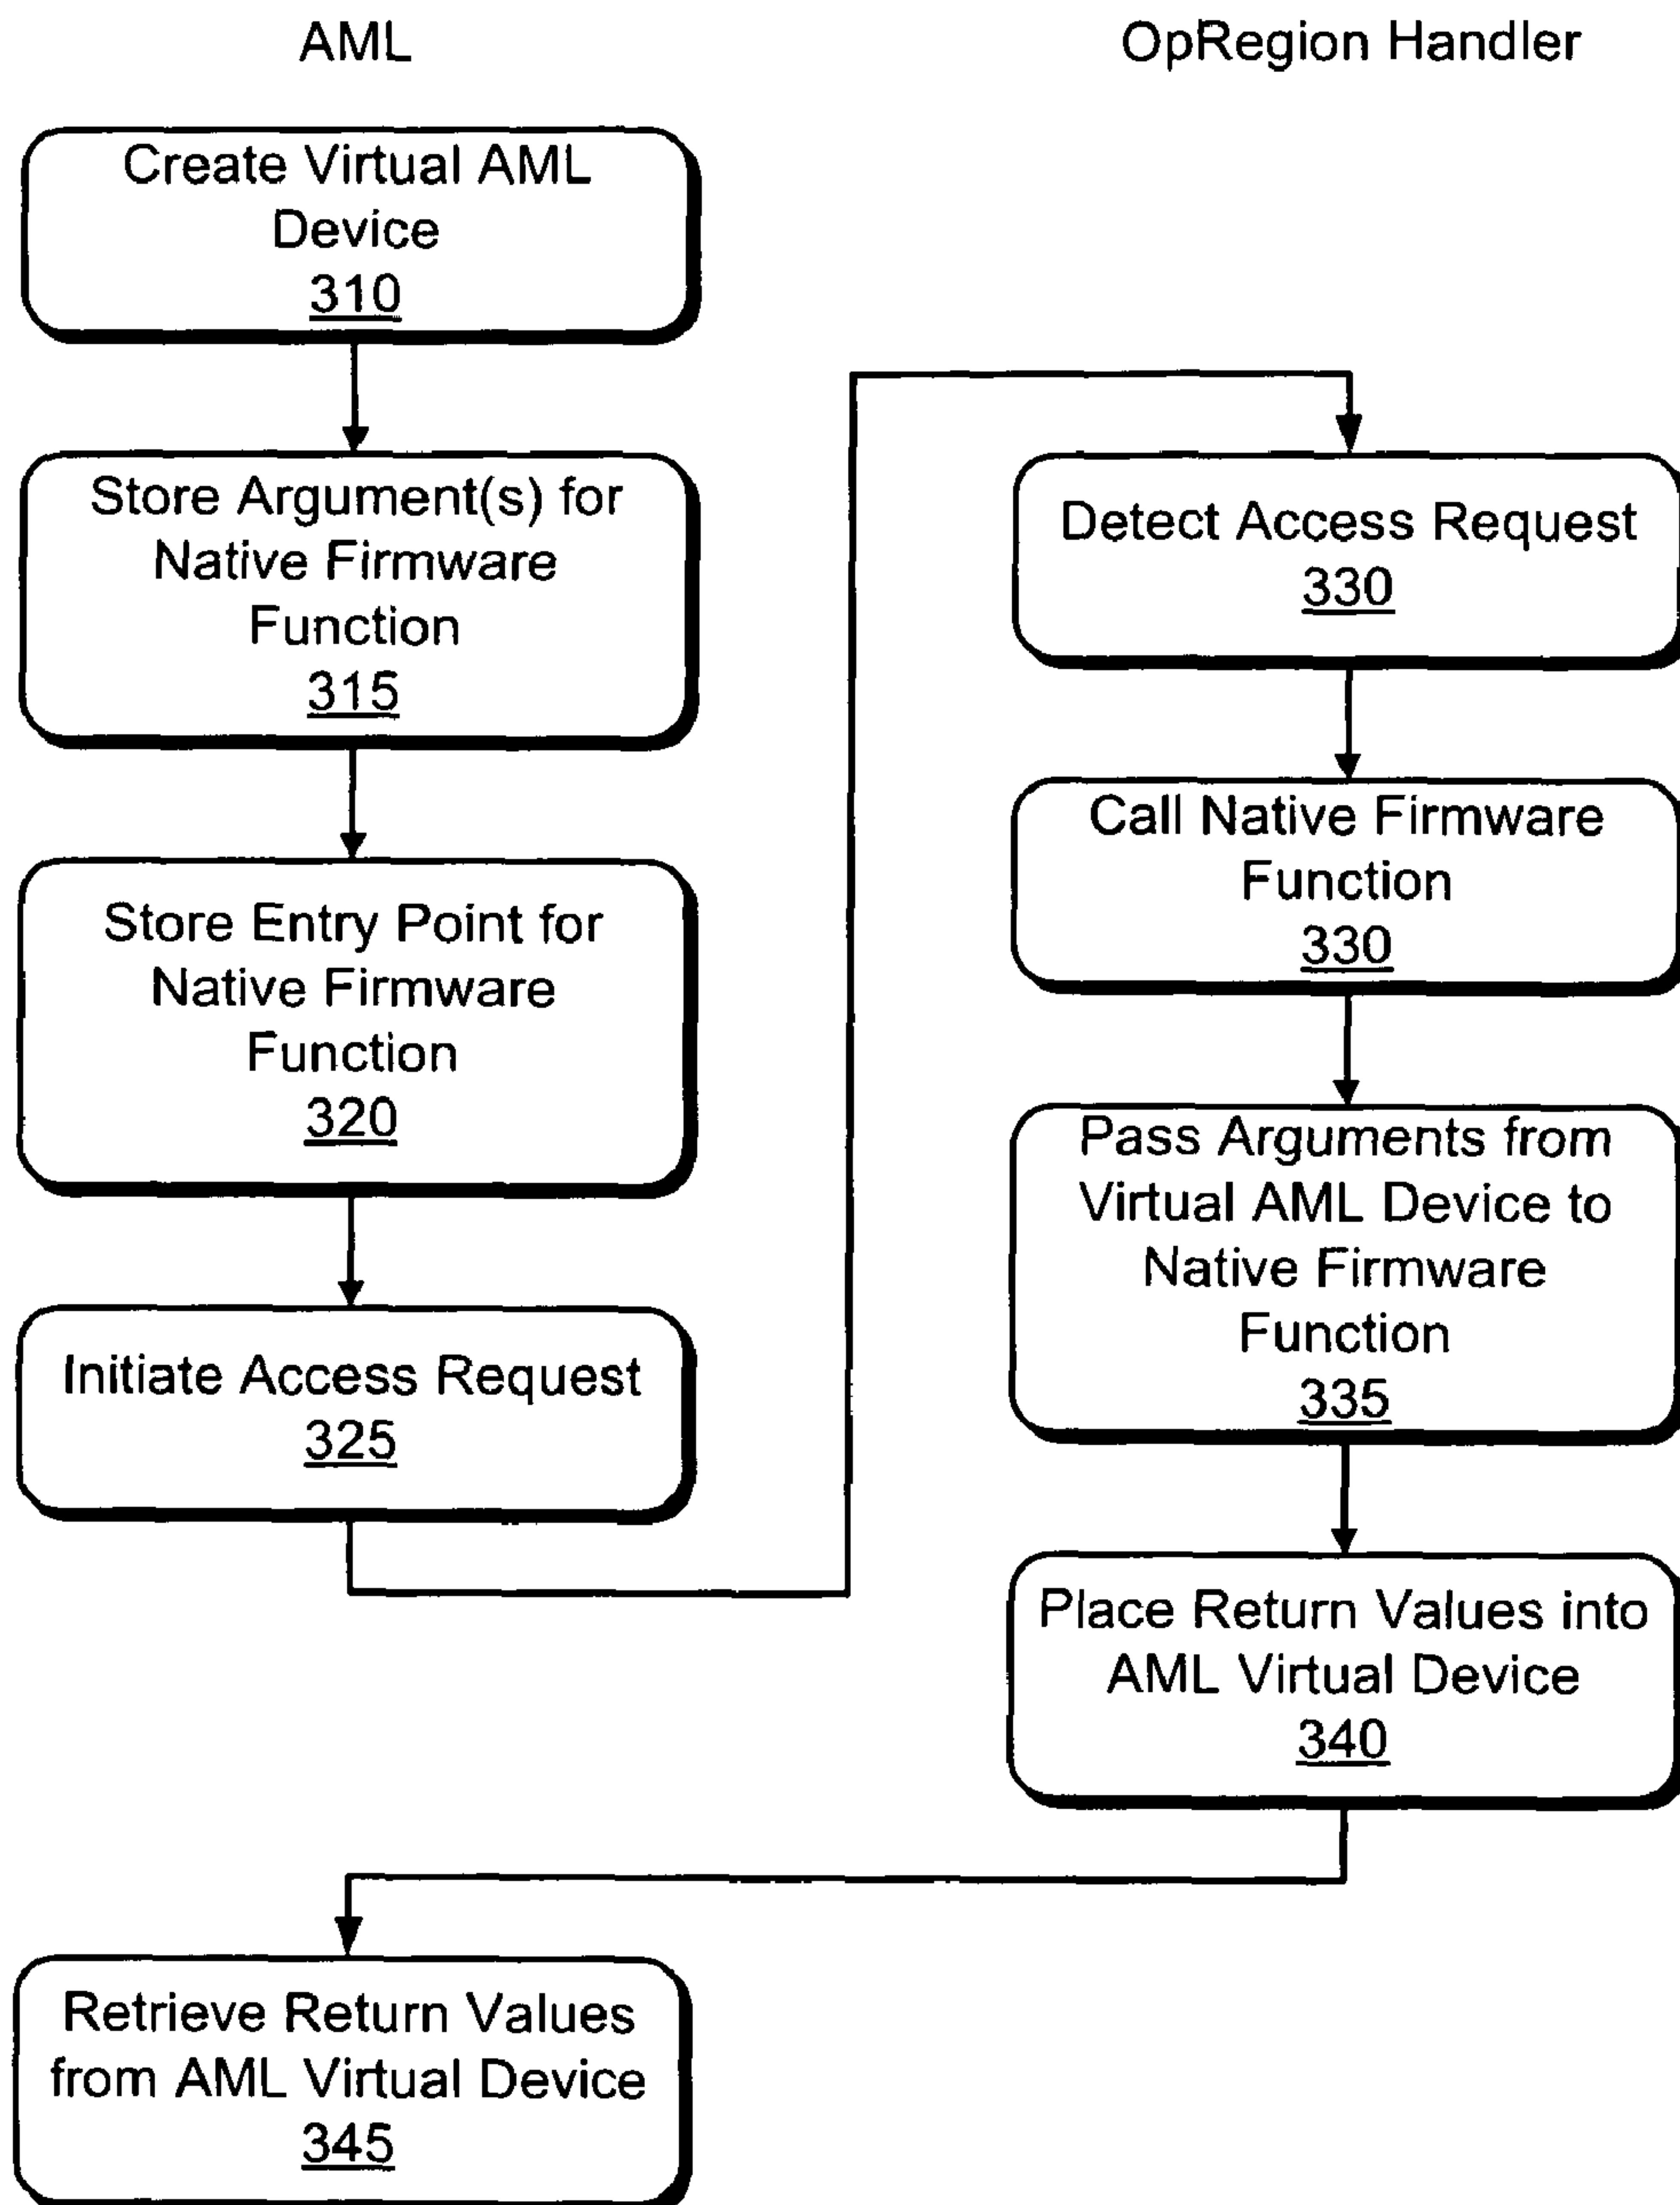 AML
OpRegion Handler
Create Virtual AML
Device
310
Store Argument(s) for
Native Firmware
Function
315
Store Entry Point for
Native Firmware
Function
320
Initiate Access Request
325
Detect Access Request
330
Call Native Firmware
Function
330
Pass Arguments from
Virtual AML Device to
Native Firmware
Function
335
Place Return Values into
AML Virtual Device
340
Retrieve Return Values
from AML Virtual Device
345